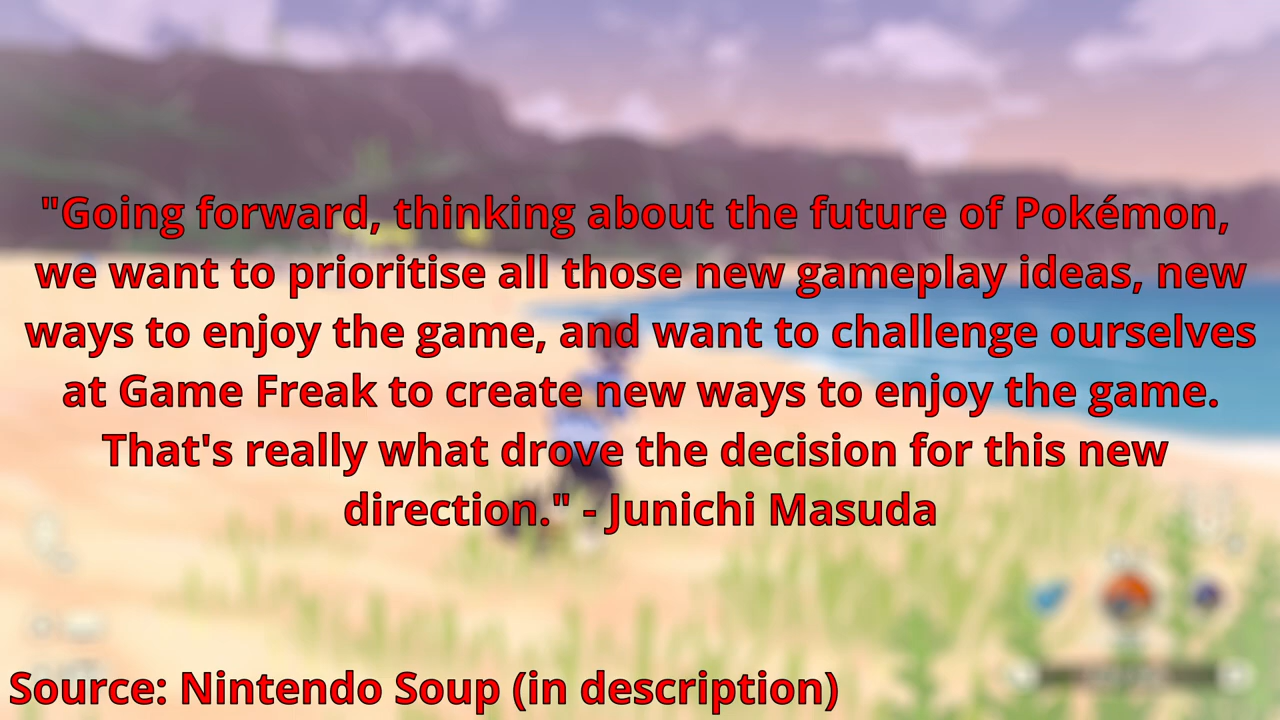 "Going forward, thinking about the future of Pokémon,
we want to prioritise all those new gameplay ideas, new
ways to enjoy the game, and want to challenge ourselves
at Game Freak to create new ways to enjoy the game.
That's really what drove the decision for this new
direction." - Junichi Masuda
Source: Nintendo Soup (in description)